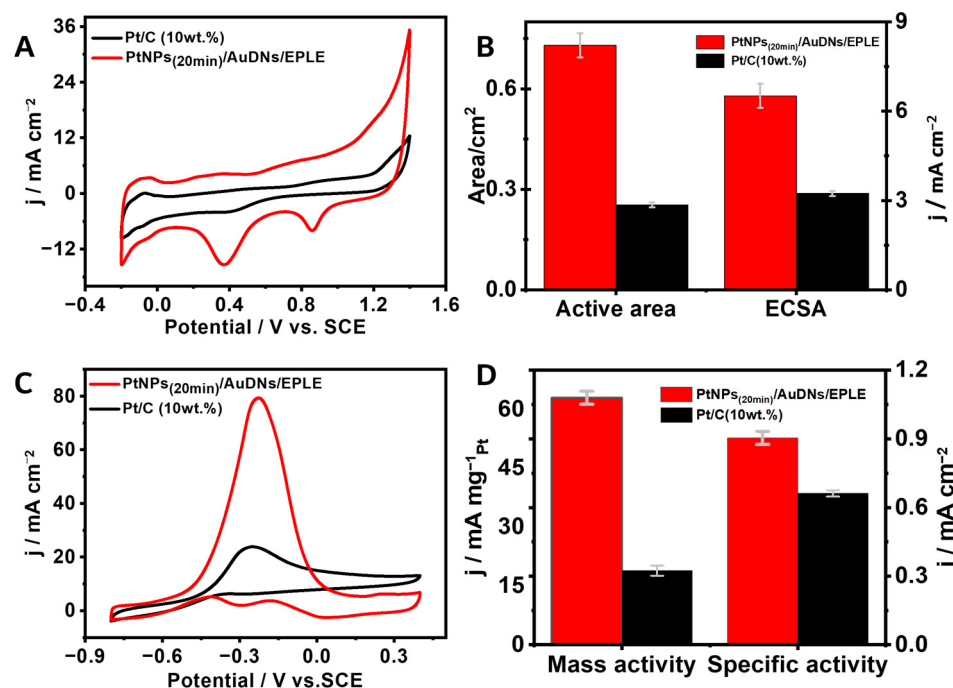 A
Pt/C (10wt.%)
PtNPs(20min)/AuDNs/EPLE
36
24
12
0
−12
j / mA cm−2
−0.4 0.0 0.4 0.8 1.2 1.6
Potential / V vs. SCE
B
PtNPs(20min)/AuDNs/EPLE
Pt/C(10wt.%)
0.6
0.3
0.0
Area/cm2
9
6
3
0
j / mA cm−2
Active area ECSA
C
PtNPs(20min)/AuDNs/EPLE
Pt/C (10wt.%)
80
60
40
20
0
j / mA cm−2
−0.9 −0.6 −0.3 0.0 0.3
Potential / V vs.SCE
D
PtNPs(20min)/AuDNs/EPLE
Pt/C(10wt.%)
60
45
30
15
0
j / mA mg−1Pt
1.2
0.9
0.6
0.3
0.0
j / mA cm−2
Mass activity Specific activity